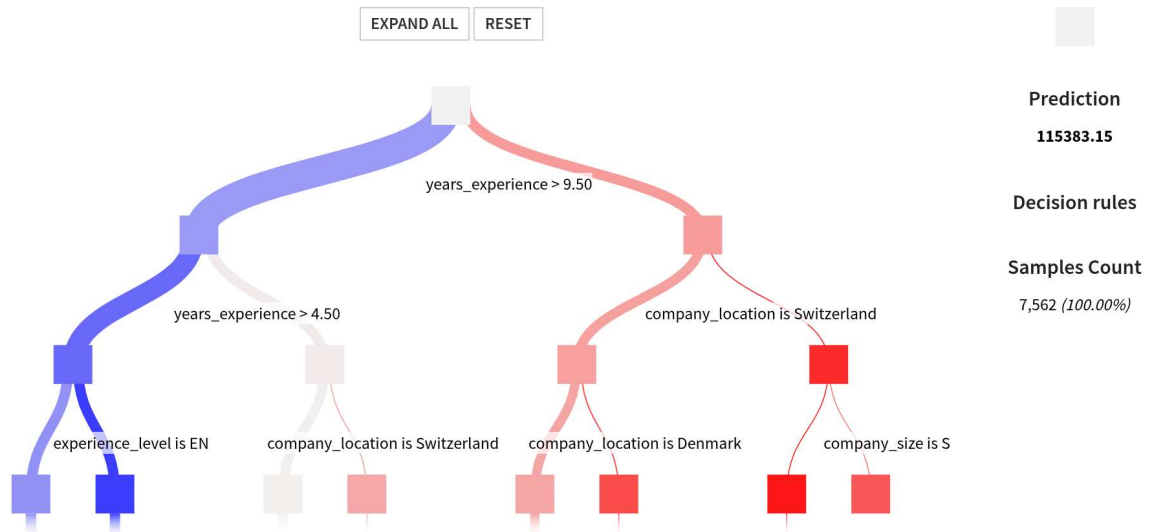 EXPAND ALL RESET
Prediction
115383.15
years_experience > 9.50
Decision rules
Samples Count
7,562 (100.00%)
years_experience > 4.50 company_location is Switzerland
experience_level is EN company_location is Switzerland company_location is Denmark company_size is S